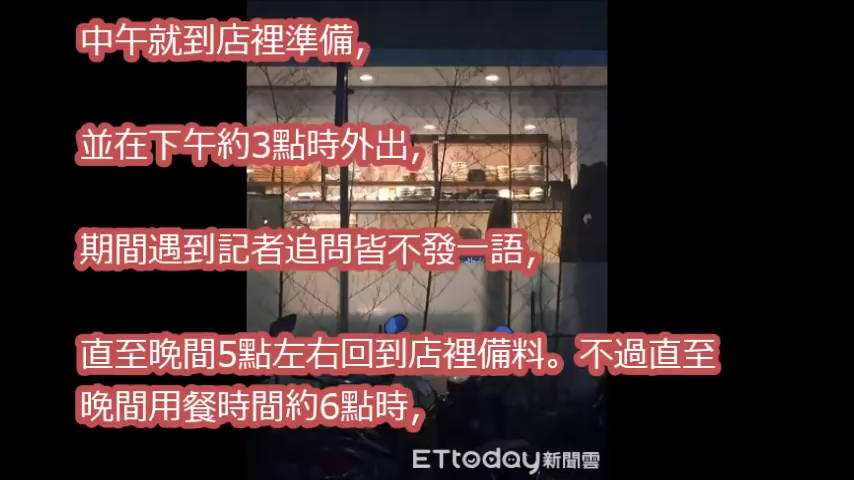 中午就到店裡準備，
並在下午約3點時外出，
期間遇到記者追問皆不發一語，
直至晚間5點左右回到店裡備料。不過直至
晚間用餐時間約6點時，
ETtoday新聞雲